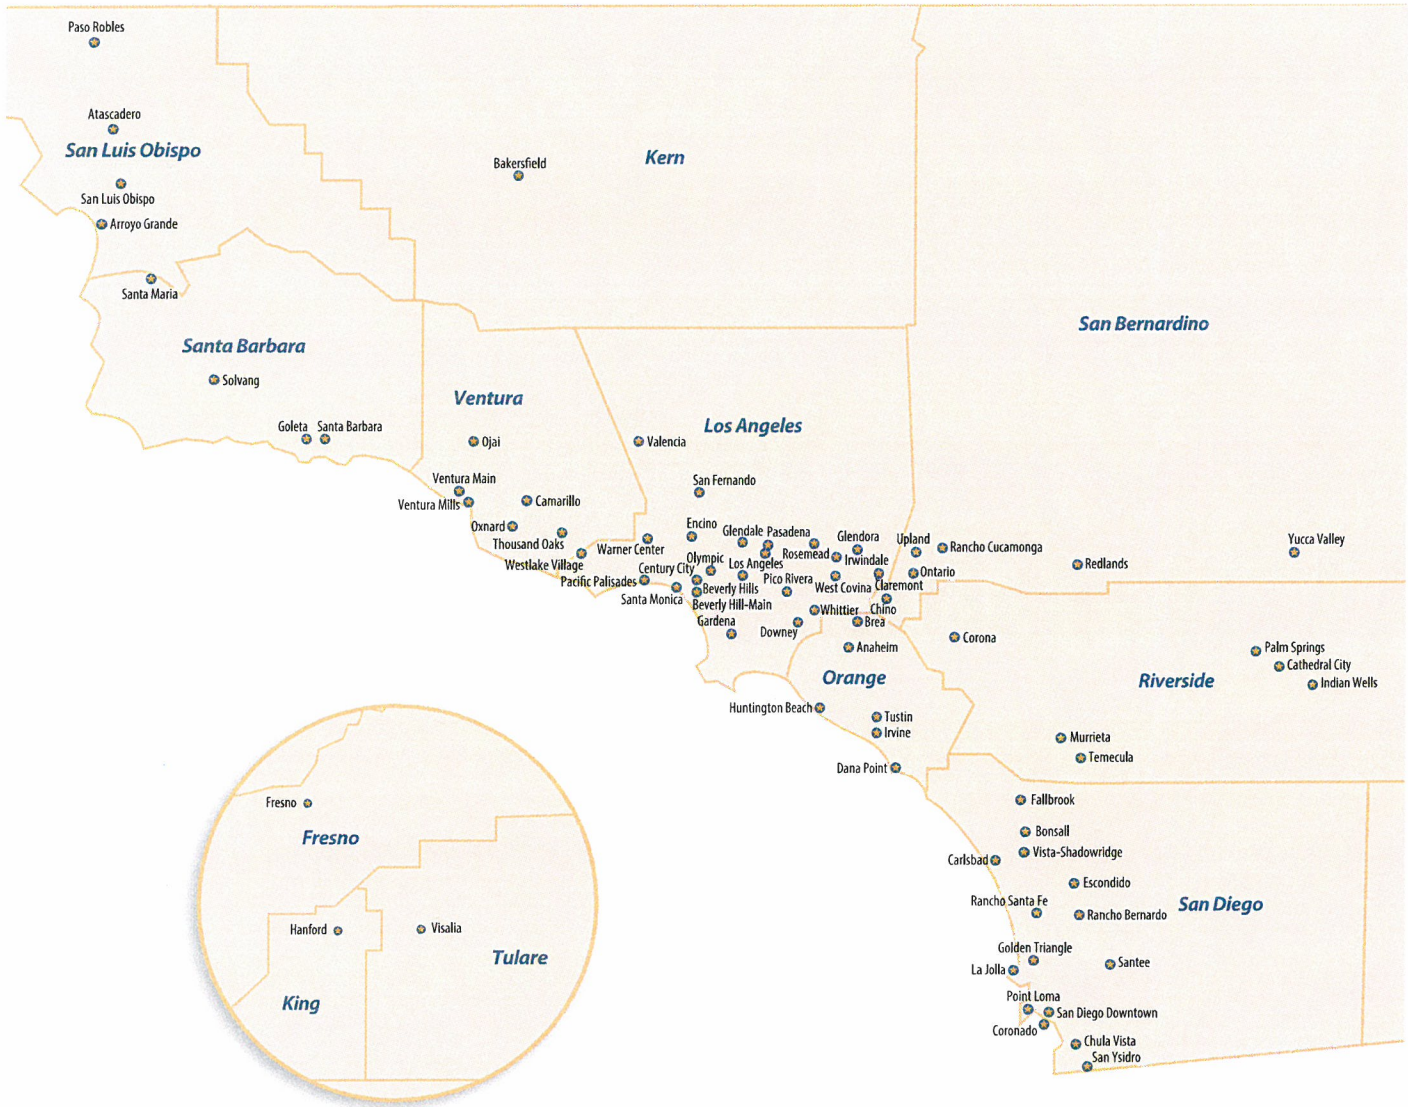 Paso Robles
Atascadero
San Luis Obispo
San Luis Obispo
Arroyo Grande
Santa Maria
Kern
Bakersfield
San Bernardino
Santa Barbara
Solvang
Goleta
Santa Barbara
Ventura
Ojai
Ventura Main
Ventura Mills
Camarillo
Oxnard
Thousand Oaks
Westlake Village
Los Angeles
Valencia
San Fernando
Encino
Warner Center
Glendale
Pasadena
Rosemead
Glendora
Irwindale
Upland
Rancho Cucamonga
Redlands
Yucca Valley
Olympic
Century City
Los Angeles
Pacific Palisades
Santa Monica
Beverly Hills
Beverly Hill-Main
Pico Rivera
West Covina
Claremont
Ontario
Chino
Whittier
Brea
Gardena
Downey
Anaheim
Corona
Palm Springs
Cathedral City
Indian Wells
Orange
Riverside
Huntington Beach
Tustin
Irvine
Murrieta
Temecula
Dana Point
Fallbrook
Bonsall
Vista-Shadowridge
Carlsbad
Escondido
Rancho Santa Fe
Rancho Bernardo
San Diego
Golden Triangle
La Jolla
Santee
Point Loma
San Diego Downtown
Coronado
Chula Vista
San Ysidro
Fresno
Fresno
Hanford
Visalia
Tulare
King